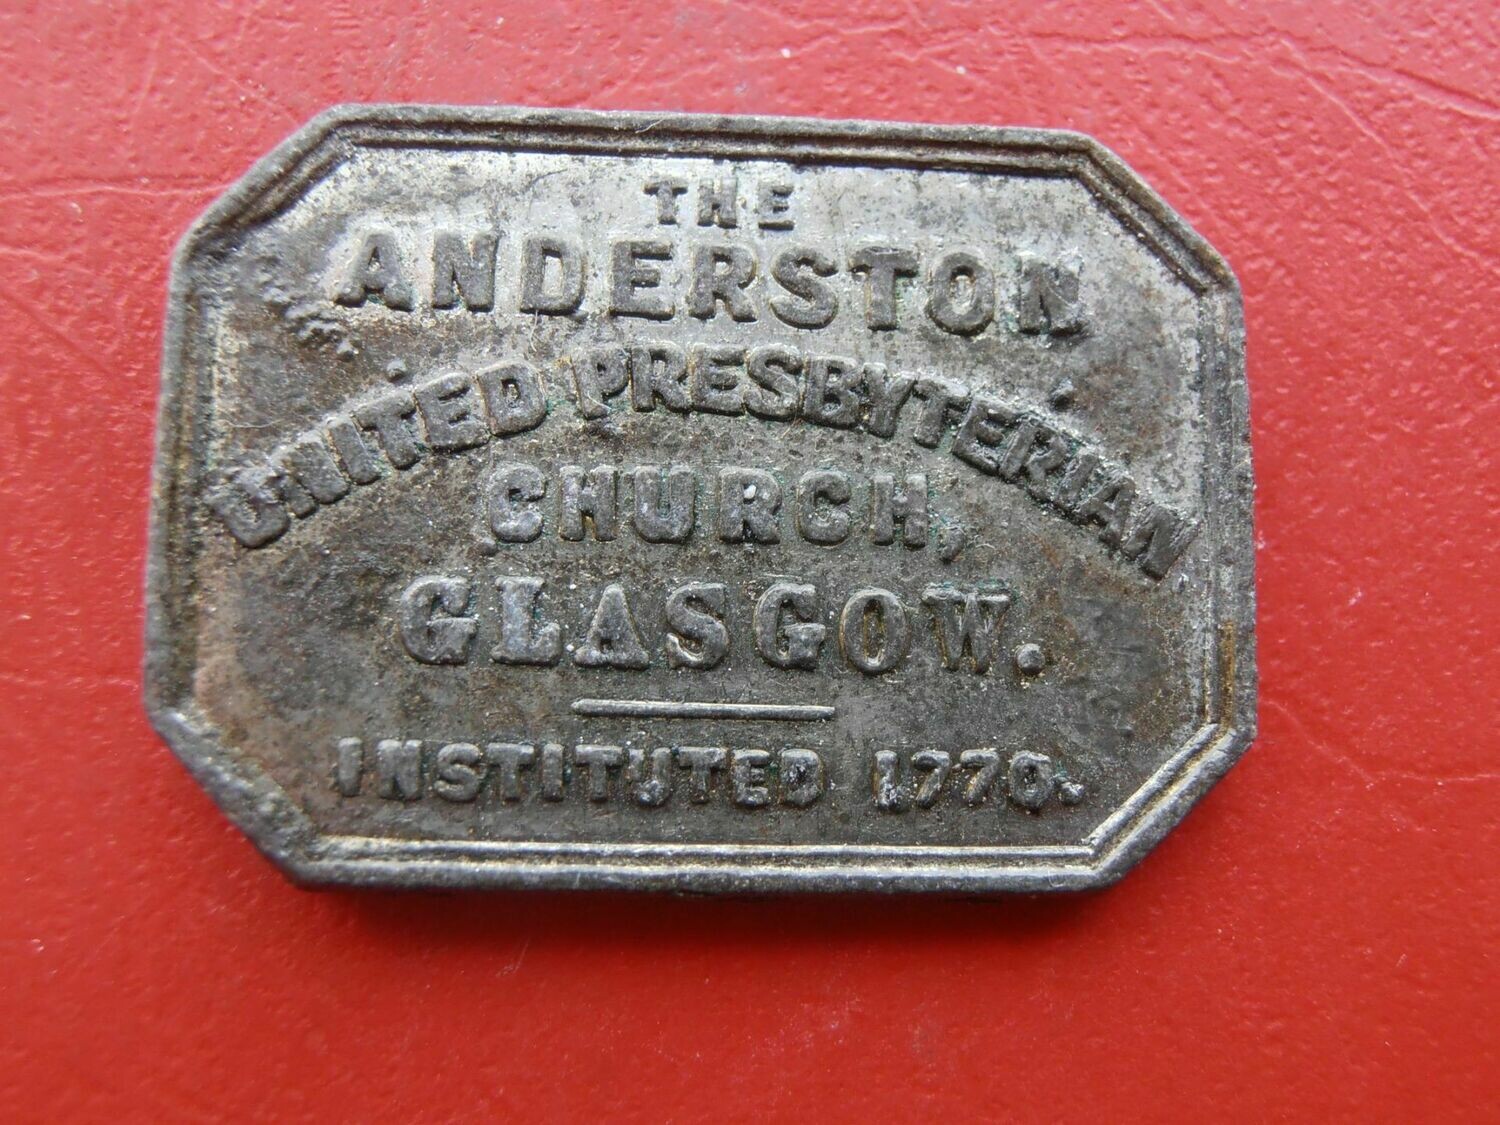 THE
ANDERSTON
UNITED PRESBYTERIAN
CHURCH,
GLASGOW.
INSTITUTED 1770.